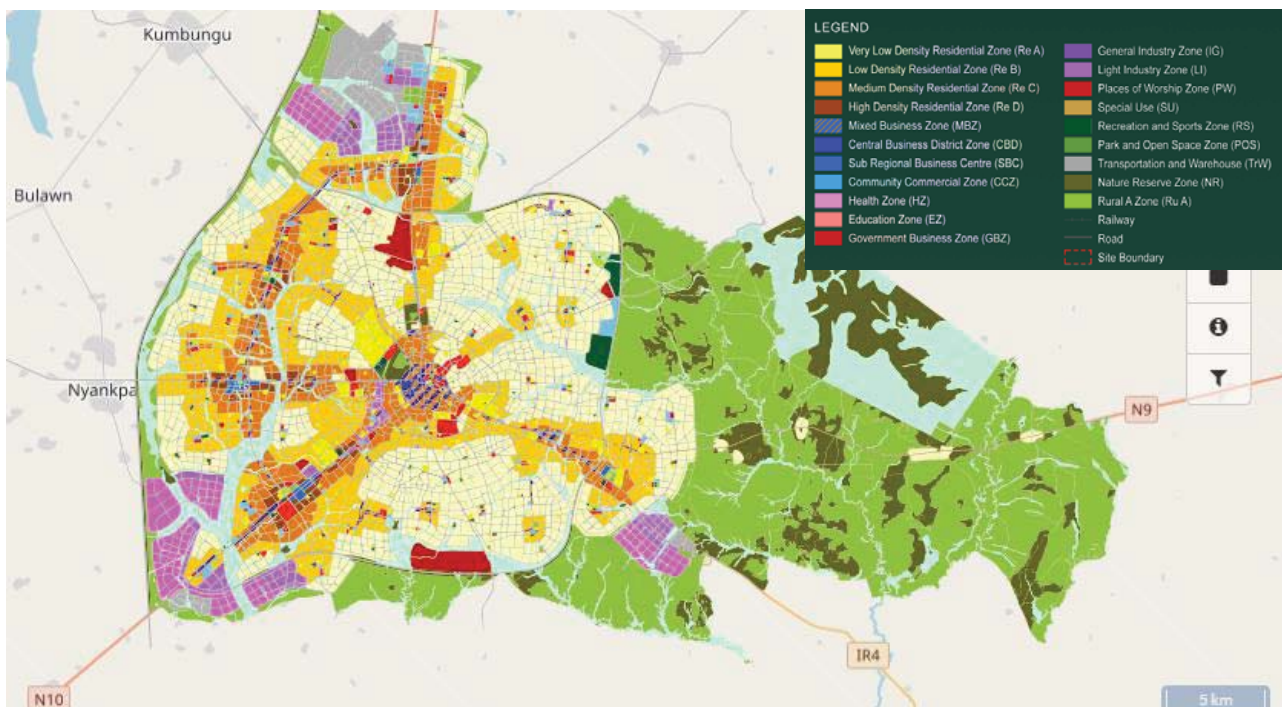 Kumbungu
Bulawn
Nyankpa
N9
IR4
N10
5 km
LEGEND
Very Low Density Residential Zone (Re A)
Low Density Residential Zone (Re B)
Medium Density Residential Zone (Re C)
High Density Residential Zone (Re D)
Mixed Business Zone (MBZ)
Central Business District Zone (CBD)
Sub Regional Business Centre (SBC)
Community Commercial Zone (CCZ)
Health Zone (HZ)
Education Zone (EZ)
Government Business Zone (GBZ)
General Industry Zone (IG)
Light Industry Zone (LI)
Places of Worship Zone (PW)
Special Use (SU)
Recreation and Sports Zone (RS)
Park and Open Space Zone (POS)
Transportation and Warehouse (TrW)
Nature Reserve Zone (NR)
Rural A Zone (Ru A)
Railway
Road
Site Boundary